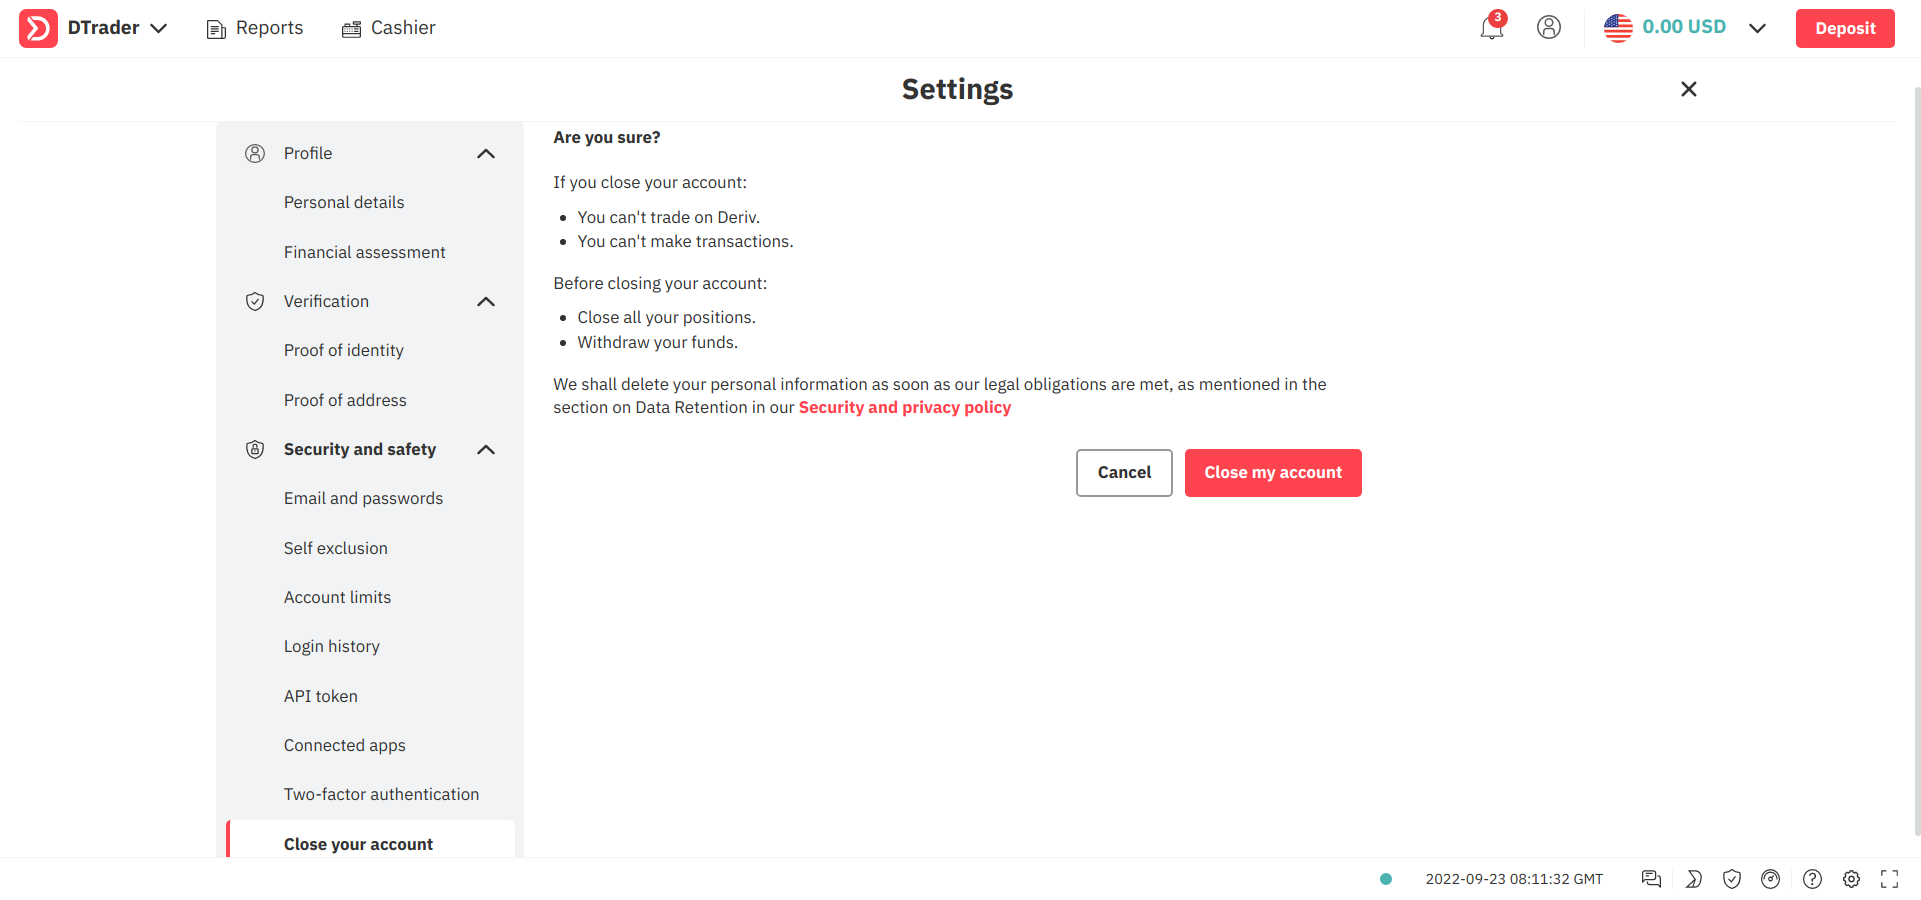 DTrader
Reports
Cashier
3
0.00 USD
Deposit
Settings
Profile
Personal details
Financial assessment
Verification
Proof of identity
Proof of address
Security and safety
Email and passwords
Self exclusion
Account limits
Login history
API token
Connected apps
Two-factor authentication
Close your account
Are you sure?
If you close your account:
• You can't trade on Deriv.
• You can't make transactions.
Before closing your account:
• Close all your positions.
• Withdraw your funds.
We shall delete your personal information as soon as our legal obligations are met, as mentioned in the
section on Data Retention in our Security and privacy policy
Cancel
Close my account
2022-09-23 08:11:32 GMT